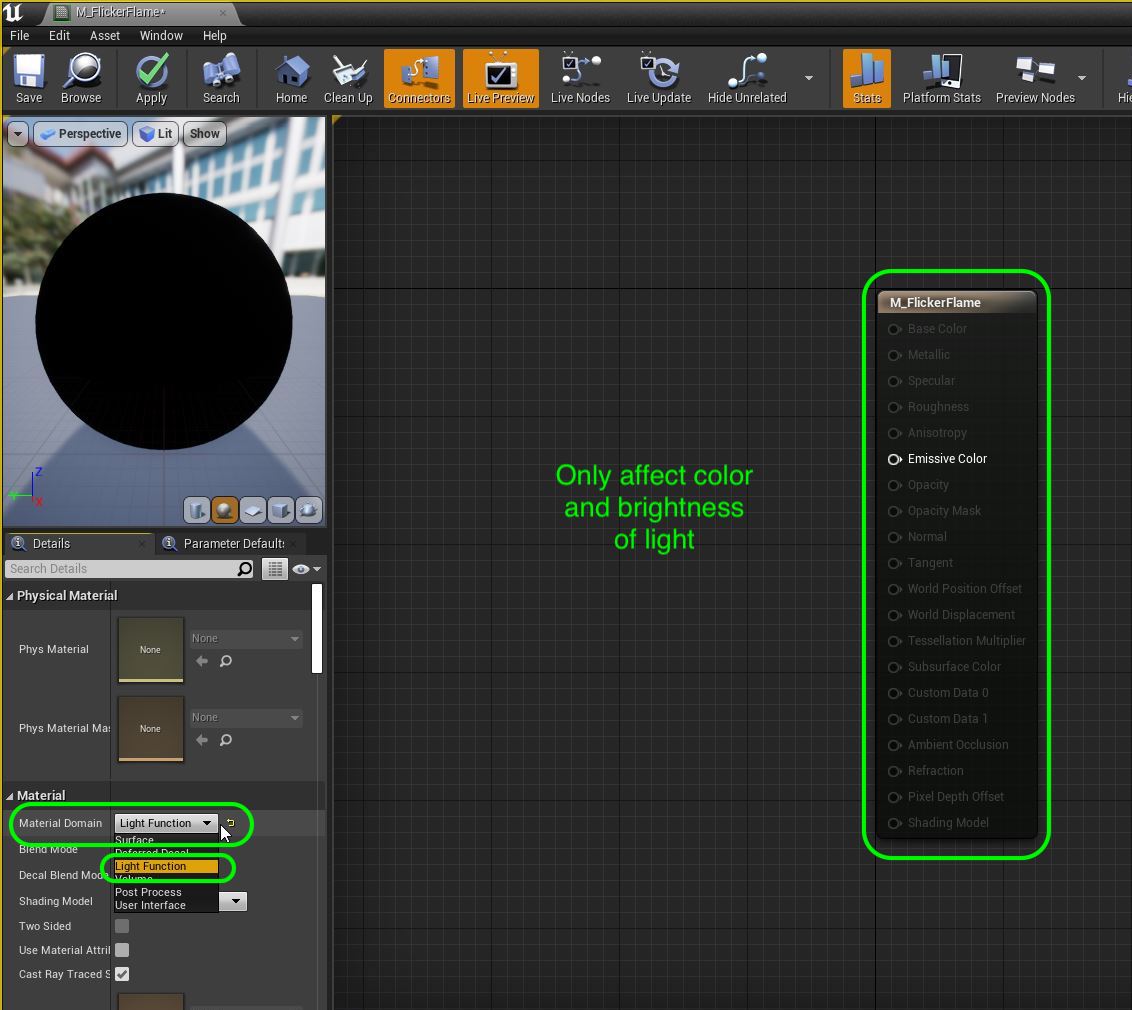 M_FlickerFlame*
File Edit Asset Window Help
Save Browse Apply Search Home Clean Up Connectors Live Preview Live Nodes Live Update Hide Unrelated Stats Platform Stats Preview Nodes
Perspective Lit Show
M_FlickerFlame
Base Color
Metallic
Specular
Roughness
Anisotropy
Emissive Color
Opacity
Opacity Mask
Normal
Tangent
World Position Offset
World Displacement
Tessellation Multiplier
Subsurface Color
Custom Data 0
Custom Data 1
Ambient Occlusion
Refraction
Pixel Depth Offset
Shading Model
Only affect color
and brightness
of light
Z
Y
X
Details Parameter Default
Search Details
Physical Material
Phys Material None None
Phys Material Ma None None
Material
Material Domain Light Function
Surface
Blend Mode Deferred Decal
Light Function
Decal Blend Mod Volume
Post Process
Shading Model User Interface
Two Sided
Use Material Attri
Cast Ray Traced S